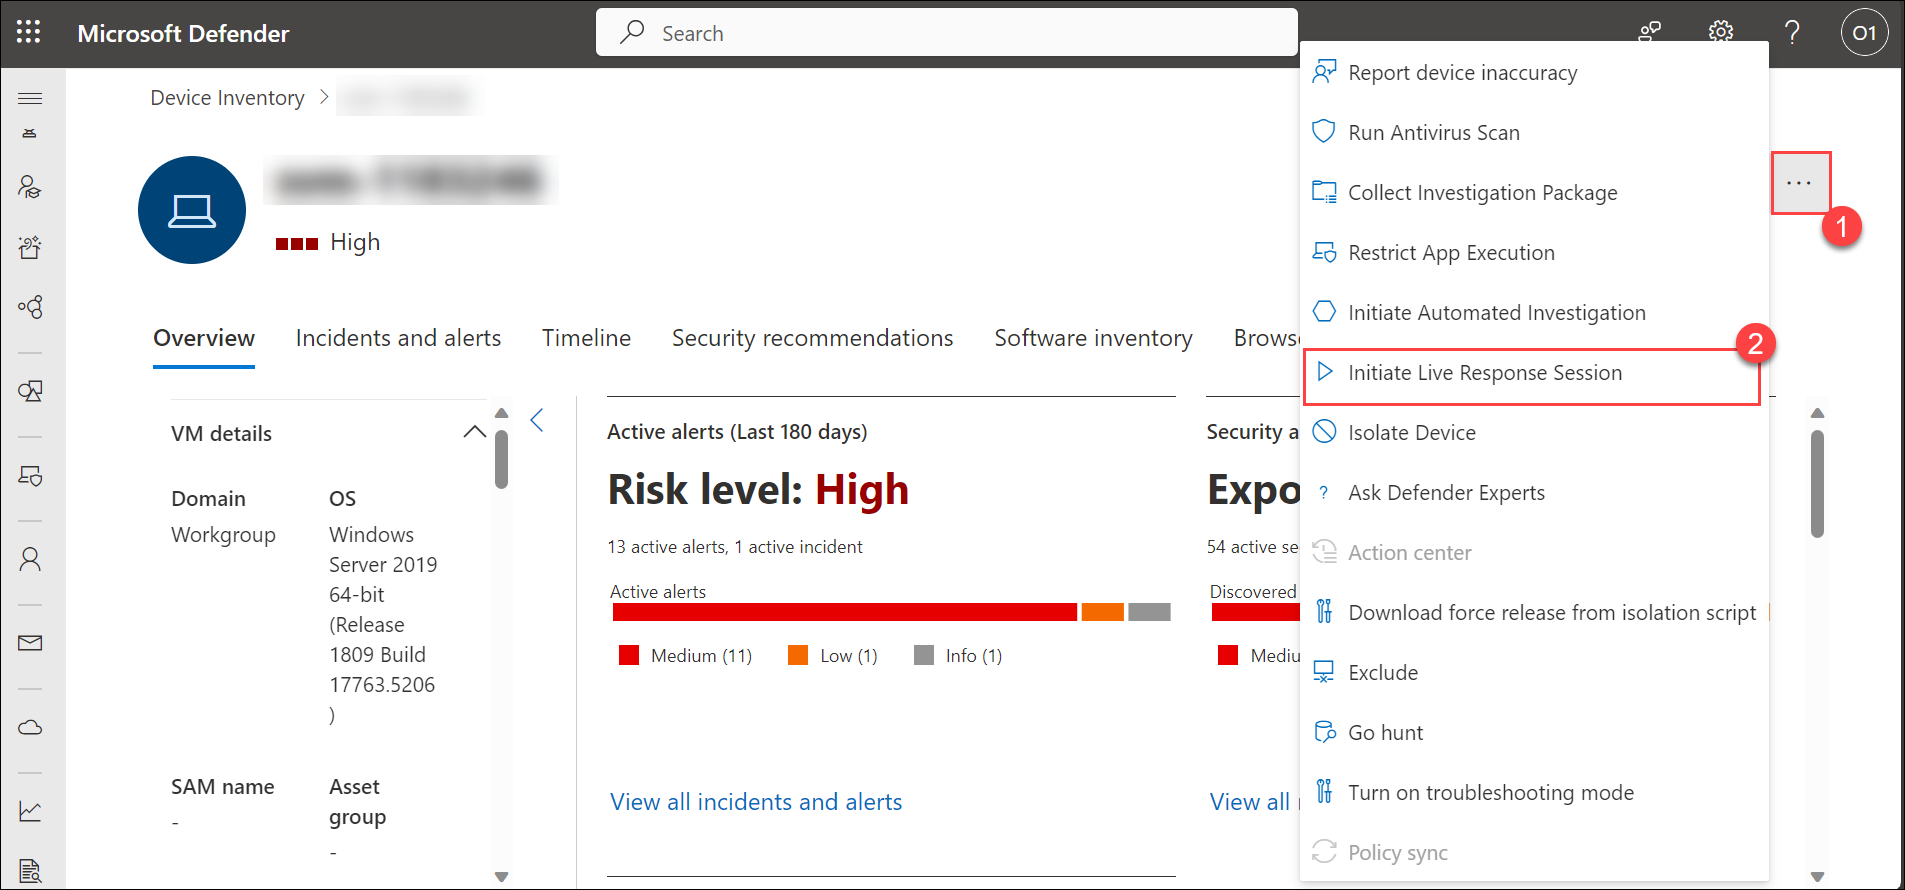 Microsoft Defender
Search
O1
Device Inventory
High
1
Overview
Incidents and alerts
Timeline
Security recommendations
Software inventory
VM details
Domain
Workgroup
OS
Windows
Server 2019
64-bit
(Release
1809 Build
17763.5206
)
SAM name
-
Asset
group
-
Active alerts (Last 180 days)
Risk level: High
13 active alerts, 1 active incident
Active alerts
Medium (11)
Low (1)
Info (1)
View all incidents and alerts
Security a
Expo
54 active se
Discovered
Mediu
View all
Report device inaccuracy
Run Antivirus Scan
Collect Investigation Package
Restrict App Execution
Initiate Automated Investigation
2
Initiate Live Response Session
Isolate Device
Ask Defender Experts
Action center
Download force release from isolation script
Exclude
Go hunt
Turn on troubleshooting mode
Policy sync